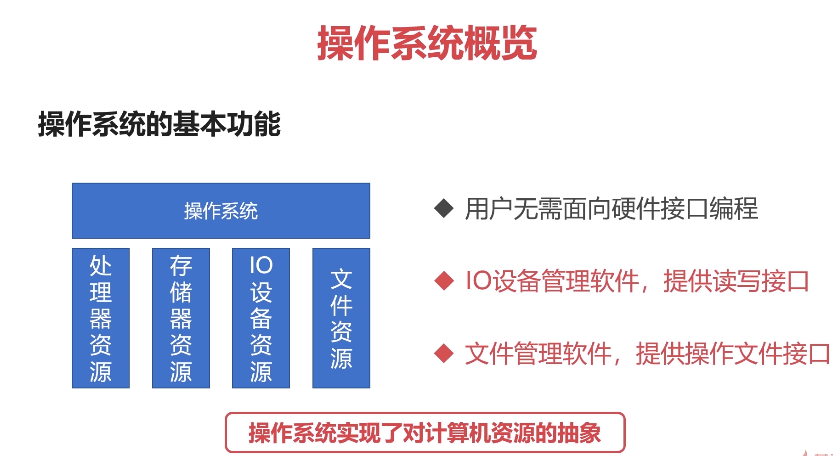 操作系统概览
操作系统的基本功能
操作系统
处理器资源
存储器资源
IO设备资源
文件资源
用户无需面向硬件接口编程
IO设备管理软件，提供读写接口
文件管理软件，提供操作文件接口
操作系统实现了对计算机资源的抽象